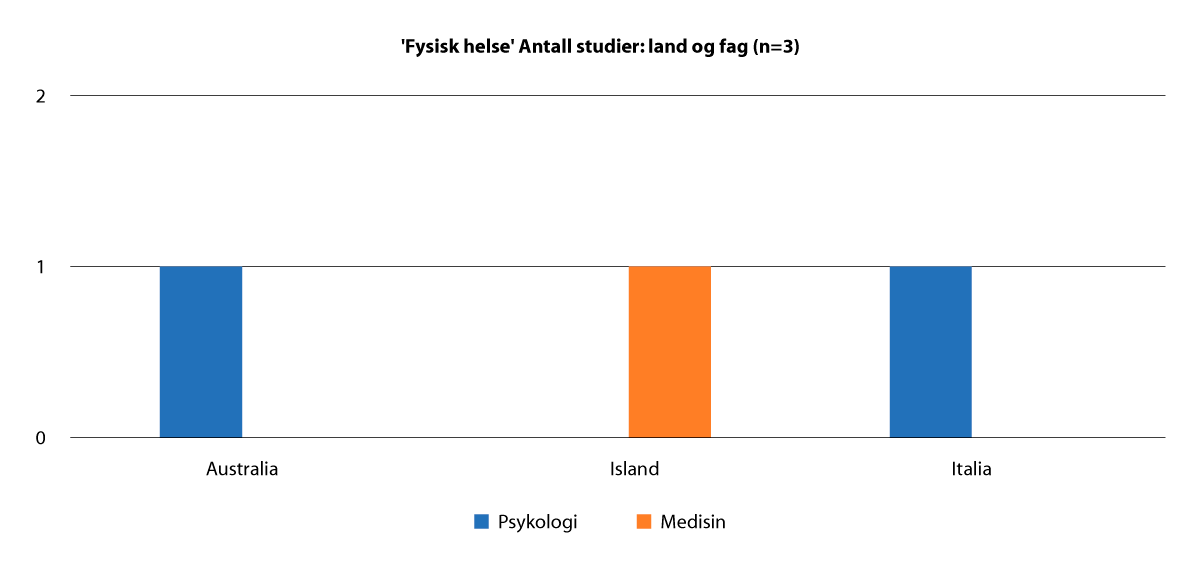 'Fysisk helse' Antall studier: land og fag (n=3)
2
1
0
Australia Island Italia
Psykologi Medisin